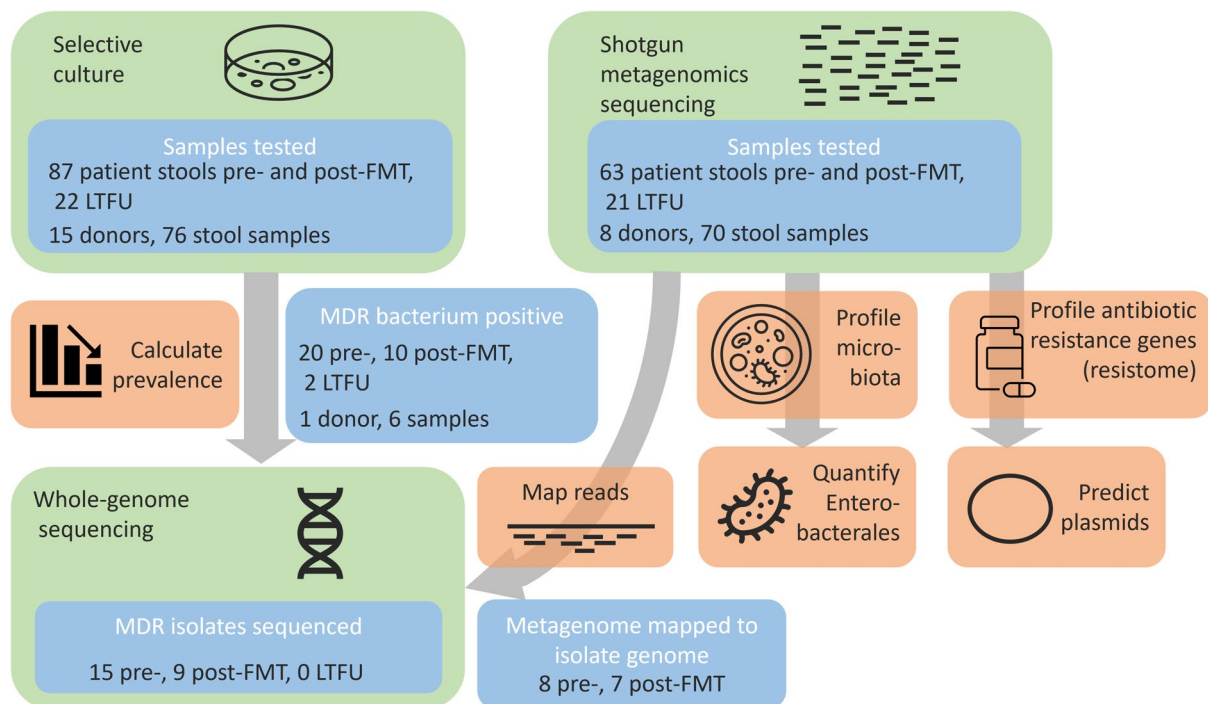 Selective
culture
Samples tested
87 patient stools pre- and post-FMT,
22 LTFU
15 donors, 76 stool samples
Shotgun
metagenomics
sequencing
Samples tested
63 patient stools pre- and post-FMT,
21 LTFU
8 donors, 70 stool samples
Calculate
prevalence
MDR bacterium positive
20 pre-, 10 post-FMT,
2 LTFU
1 donor, 6 samples
Profile
micro-
biota
Profile antibiotic
resistance genes
(resistome)
Whole-genome
sequencing
Map reads
Quantify
Entero-
bacterales
Predict
plasmids
MDR isolates sequenced
15 pre-, 9 post-FMT, 0 LTFU
Metagenome mapped to
isolate genome
8 pre-, 7 post-FMT